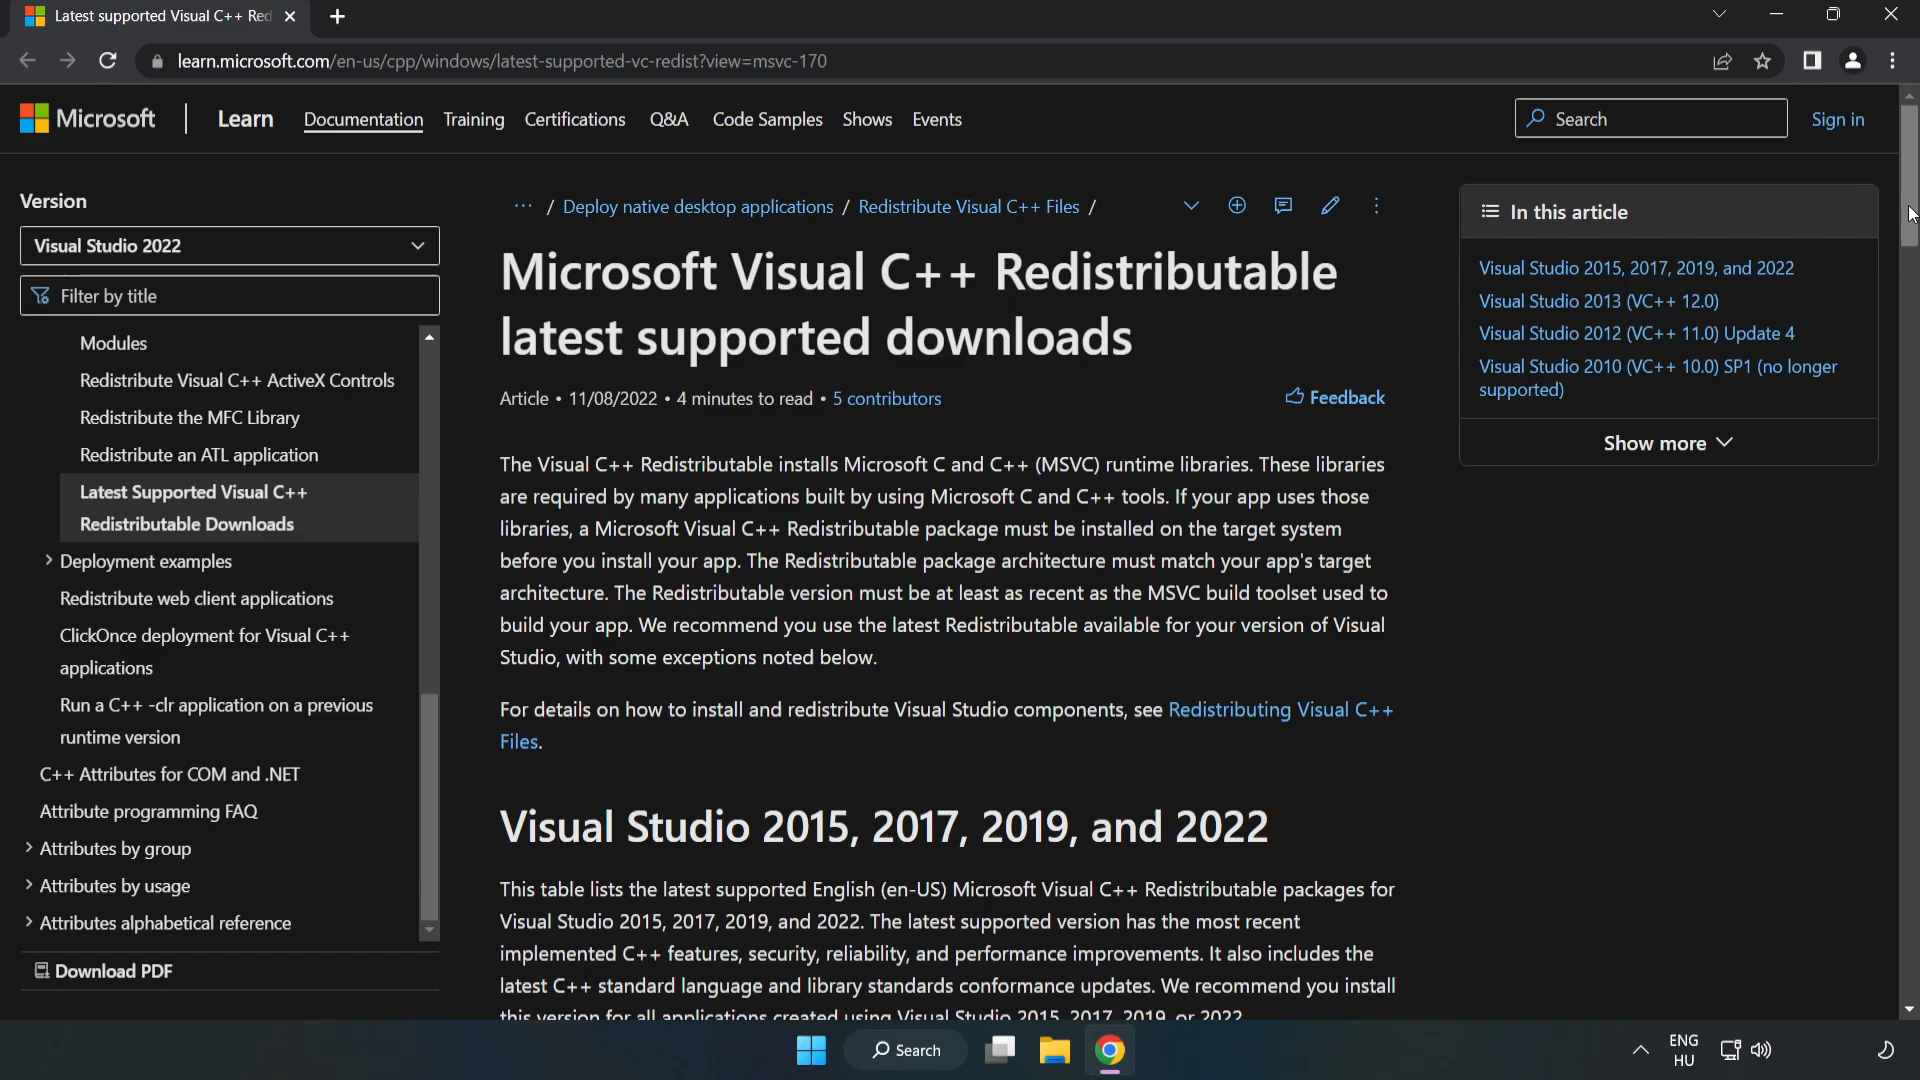 Latest supported Visual C++ Red
learn.microsoft.com/en-us/cpp/windows/latest-supported-vc-redist?view=msvc-170
Microsoft
Learn
Documentation
Training
Certifications
Q&A
Code Samples
Shows
Events
Search
Sign in
Version
Visual Studio 2022
Filter by title
Modules
Redistribute Visual C++ ActiveX Controls
Redistribute the MFC Library
Redistribute an ATL application
Latest Supported Visual C++
Redistributable Downloads
Deployment examples
Redistribute web client applications
ClickOnce deployment for Visual C++
applications
Run a C++ -clr application on a previous
runtime version
C++ Attributes for COM and .NET
Attribute programming FAQ
Attributes by group
Attributes by usage
Attributes alphabetical reference
Download PDF
... / Deploy native desktop applications / Redistribute Visual C++ Files /
Microsoft Visual C++ Redistributable
latest supported downloads
Article • 11/08/2022 • 4 minutes to read • 5 contributors
Feedback
The Visual C++ Redistributable installs Microsoft C and C++ (MSVC) runtime libraries. These libraries
are required by many applications built by using Microsoft C and C++ tools. If your app uses those
libraries, a Microsoft Visual C++ Redistributable package must be installed on the target system
before you install your app. The Redistributable package architecture must match your app's target
architecture. The Redistributable version must be at least as recent as the MSVC build toolset used to
build your app. We recommend you use the latest Redistributable available for your version of Visual
Studio, with some exceptions noted below.
For details on how to install and redistribute Visual Studio components, see Redistributing Visual C++
Files.
Visual Studio 2015, 2017, 2019, and 2022
This table lists the latest supported English (en-US) Microsoft Visual C++ Redistributable packages for
Visual Studio 2015, 2017, 2019, and 2022. The latest supported version has the most recent
implemented C++ features, security, reliability, and performance improvements. It also includes the
latest C++ standard language and library standards conformance updates. We recommend you install
this version for all applications created using Visual Studio 2015, 2017, 2019, or 2022.
In this article
Visual Studio 2015, 2017, 2019, and 2022
Visual Studio 2013 (VC++ 12.0)
Visual Studio 2012 (VC++ 11.0) Update 4
Visual Studio 2010 (VC++ 10.0) SP1 (no longer
supported)
Show more
Search
ENG
HU